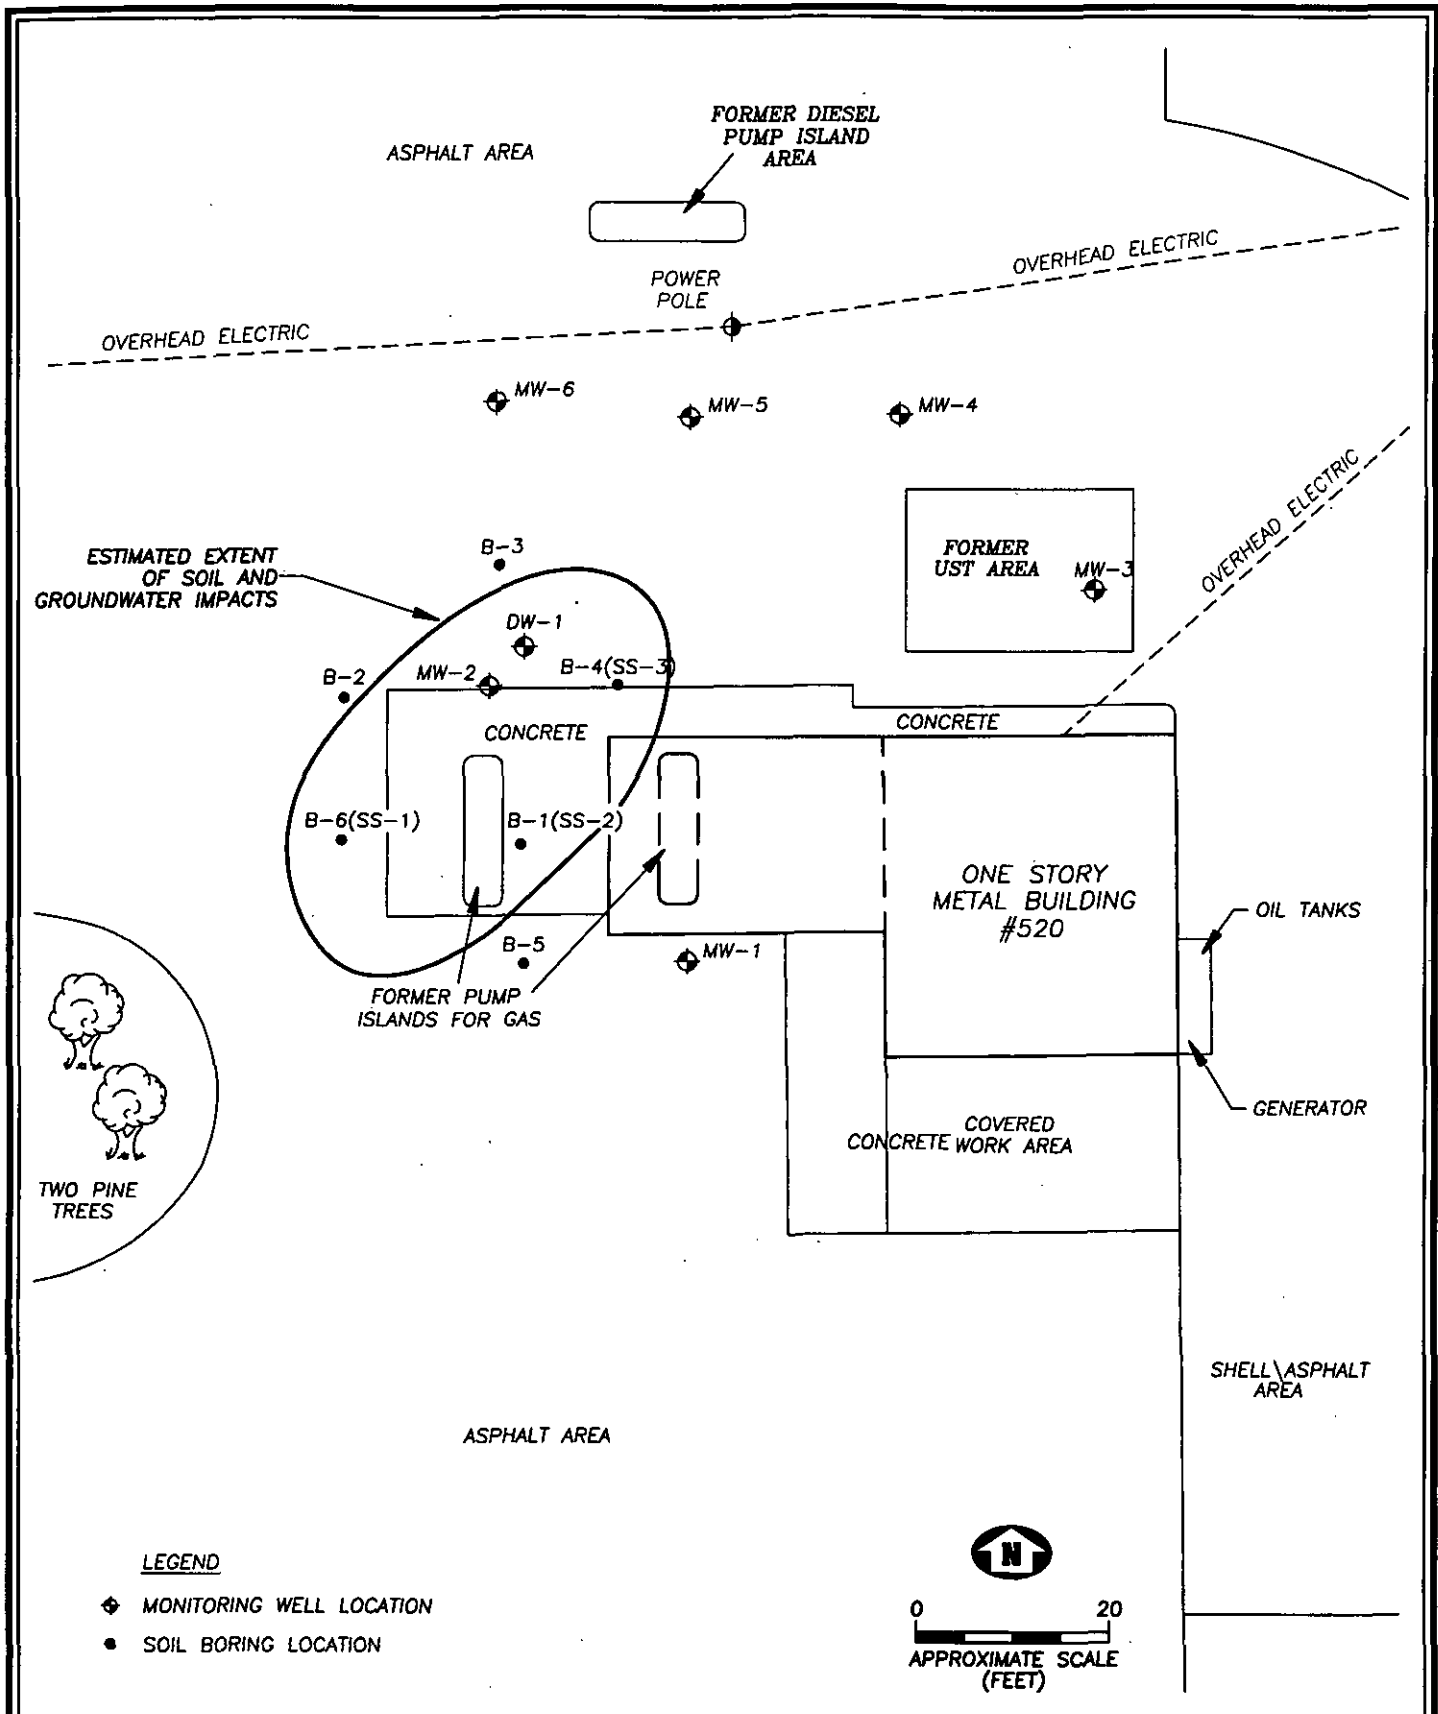 FORMER DIESEL
PUMP ISLAND
AREA
ASPHALT AREA
OVERHEAD ELECTRIC
POWER
POLE
OVERHEAD ELECTRIC
MW-6
MW-5
MW-4
OVERHEAD ELECTRIC
ESTIMATED EXTENT
OF SOIL AND
GROUNDWATER IMPACTS
B-3
FORMER
UST AREA
MW-3
DW-1
B-2
MW-2
B-4(SS-3)
CONCRETE
CONCRETE
B-6(SS-1)
B-1(SS-2)
ONE STORY
METAL BUILDING
#520
OIL TANKS
B-5
MW-1
FORMER PUMP
ISLANDS FOR GAS
GENERATOR
COVERED
WORK AREA
CONCRETE
TWO PINE
TREES
SHELL\ASPHALT
AREA
ASPHALT AREA
LEGEND
MONITORING WELL LOCATION
SOIL BORING LOCATION
N
0 20
APPROXIMATE SCALE
(FEET)